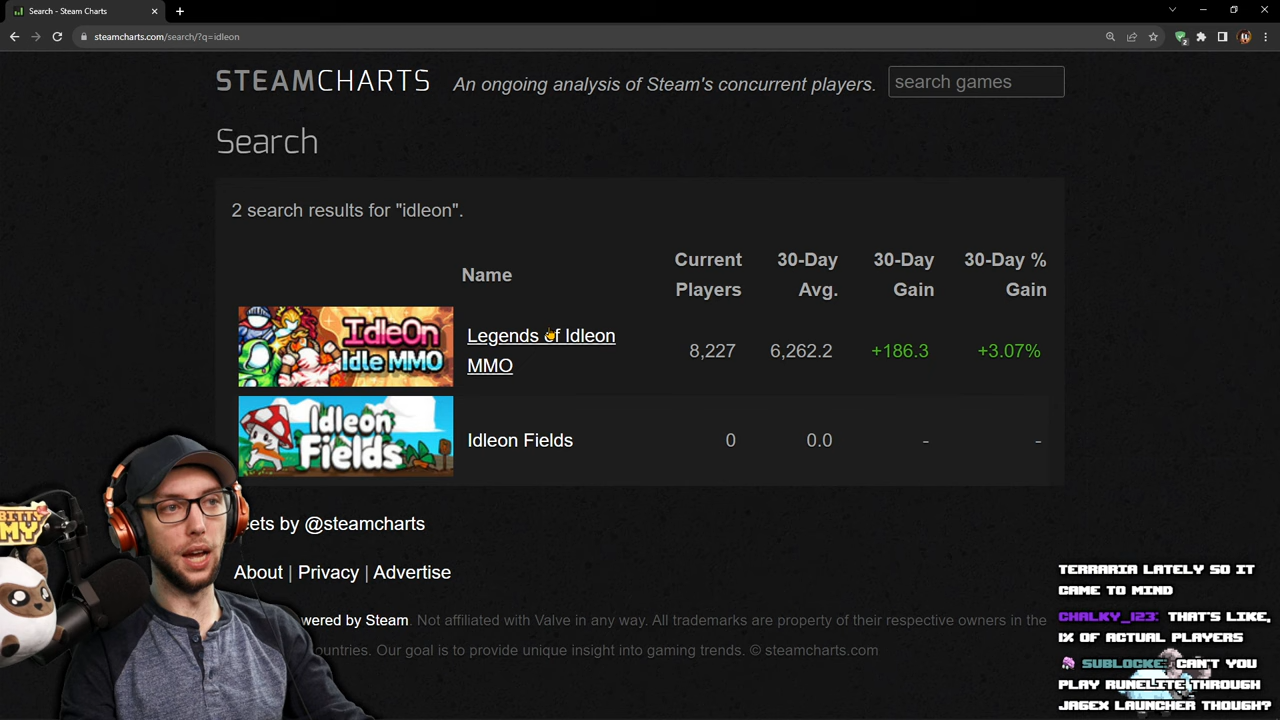 Search - Steam Charts
steamcharts.com/search/?q=idleon
STEAMCHARTS
An ongoing analysis of Steam's concurrent players.
search games
Search
2 search results for "idleon".
Name
Current Players
30-Day Avg.
30-Day Gain
30-Day % Gain
IdleOn
Idle MMO
Legends of Idleon
MMO
8,227
6,262.2
+186.3
+3.07%
Idleon
Fields
Idleon Fields
0
0.0
-
-
eets by @steamcharts
About | Privacy | Advertise
wered by Steam. Not affiliated with Valve in any way. All trademarks are property of their respective owners in the
ountries. Our goal is to provide unique insight into gaming trends. © steamcharts.com
BITTY
MY
TERRARIA LATELY SO IT
CAME TO MIND
CHALKY_123: THAT'S LIKE,
1% OF ACTUAL PLAYERS
SUBLOCKE: CAN'T YOU
PLAY RUNELITE THROUGH
JAGEX LAUNCHER THOUGH?